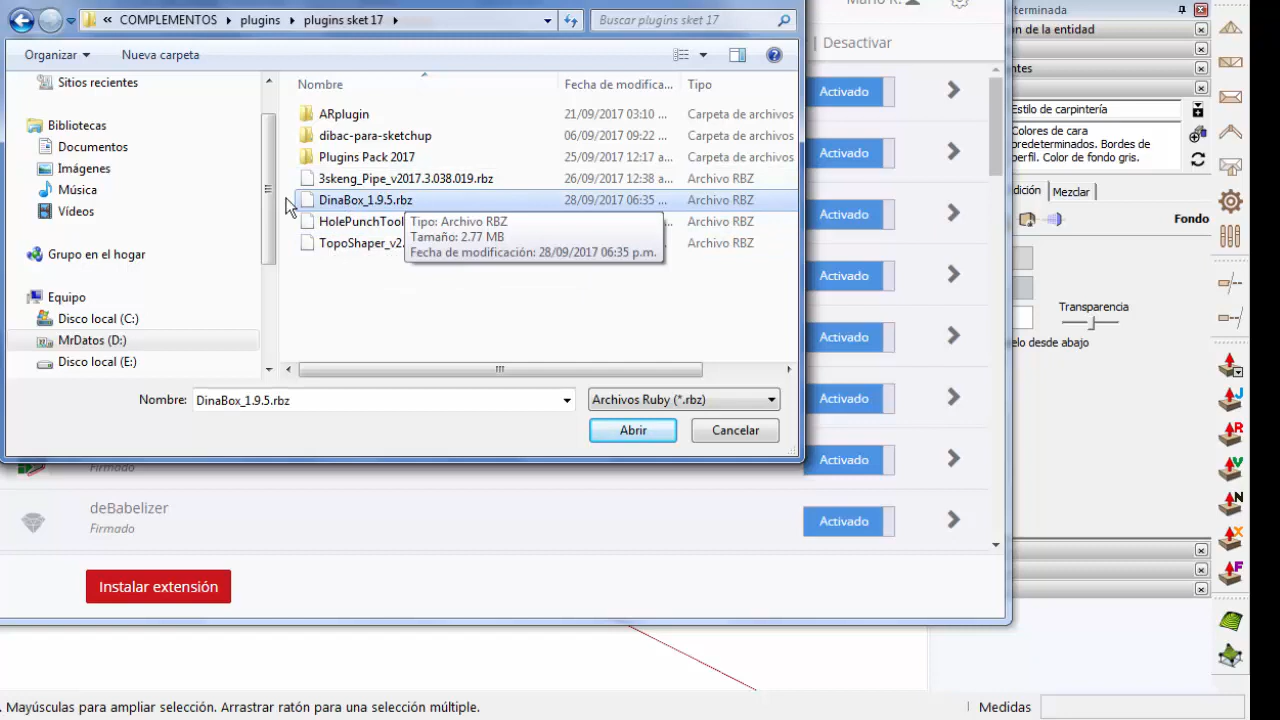 Mario R.
« COMPLEMENTOS ▸ plugins ▸ plugins sket 17 ▸
Buscar plugins sket 17
Organizar
Nueva carpeta
Sitios recientes
Bibliotecas
Documentos
Imágenes
Música
Vídeos
Grupo en el hogar
Equipo
Disco local (C:)
MrDatos (D:)
Disco local (E:)
Nombre
Fecha de modifica...
Tipo
ARplugin
21/09/2017 03:10
Carpeta de archivos
dibac-para-sketchup
06/09/2017 09:22 ...
Carpeta de archivos
Plugins Pack 2017
25/09/2017 12:17 a...
Carpeta de archivos
3skeng_Pipe_v2017.3.038.019.rbz
26/09/2017 12:38 a...
Archivo RBZ
DinaBox_1.9.5.rbz
28/09/2017 06:35 ...
Archivo RBZ
HolePunchTool
Archivo RBZ
TopoShaper_v2.
Archivo RBZ
Tipo: Archivo RBZ
Tamaño: 2.77 MB
Fecha de modificación: 28/09/2017 06:35 p.m.
Nombre:
DinaBox_1.9.5.rbz
Archivos Ruby (*.rbz)
Abrir
Cancelar
| Desactivar
Activado
Activado
Activado
Activado
Activado
Activado
Activado
Firmado
deBabelizer
Firmado
Activado
Instalar extensión
determinada
ón de la entidad
ntes
Estilo de carpintería
Colores de cara
predeterminados. Bordes de
perfil. Color de fondo gris.
dición
Mezclar
Fondo
Transparencia
elo desde abajo
J
R
V
N
X
F
. Mayúsculas para ampliar selección. Arrastrar ratón para una selección múltiple.
Medidas